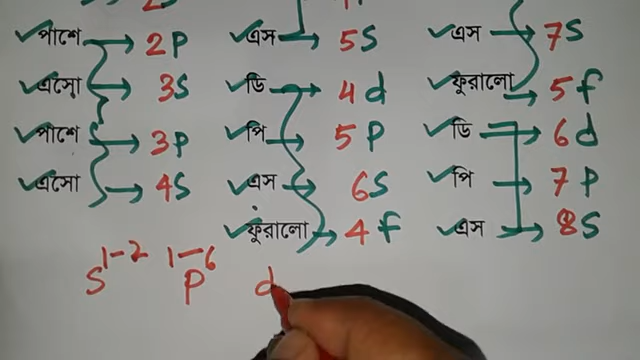 পাশে 2p এস 5s এস 7s
এসো 3s ডি 4d ফুরালো 5f
পাশে 3p পি 5p ডি 6d
এসো 4s এস 6s পি 7p
ফুরালো 4f এস 8s
s1-2 p1-6 d